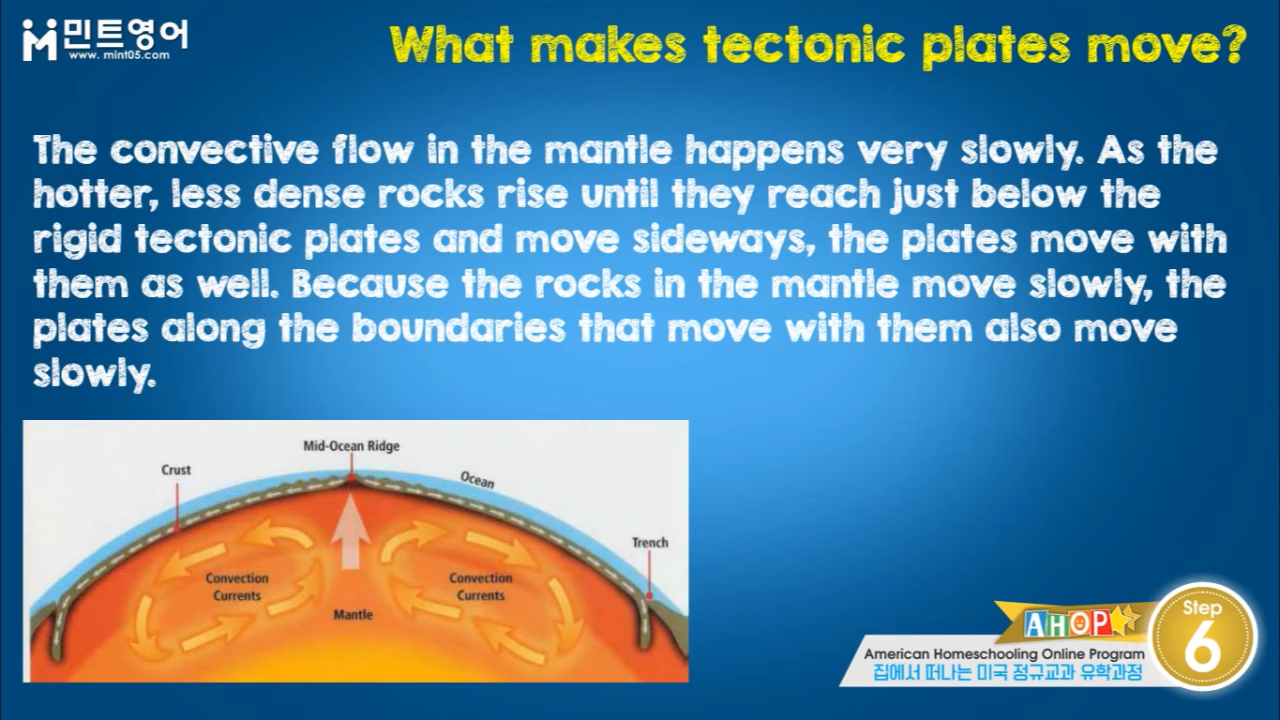 민트영어
www. mint05.com
What makes tectonic plates move?
The convective flow in the mantle happens very slowly. As the
hotter, less dense rocks rise until they reach just below the
rigid tectonic plates and move sideways, the plates move with
them as well. Because the rocks in the mantle move slowly, the
plates along the boundaries that move with them also move
slowly.
Mid-Ocean Ridge
Crust
Ocean
Trench
Convection
Currents
Convection
Currents
Mantle
AHOP
Step
6
American Homeschooling Online Program
집에서 떠나는 미국 정규교과 유학과정